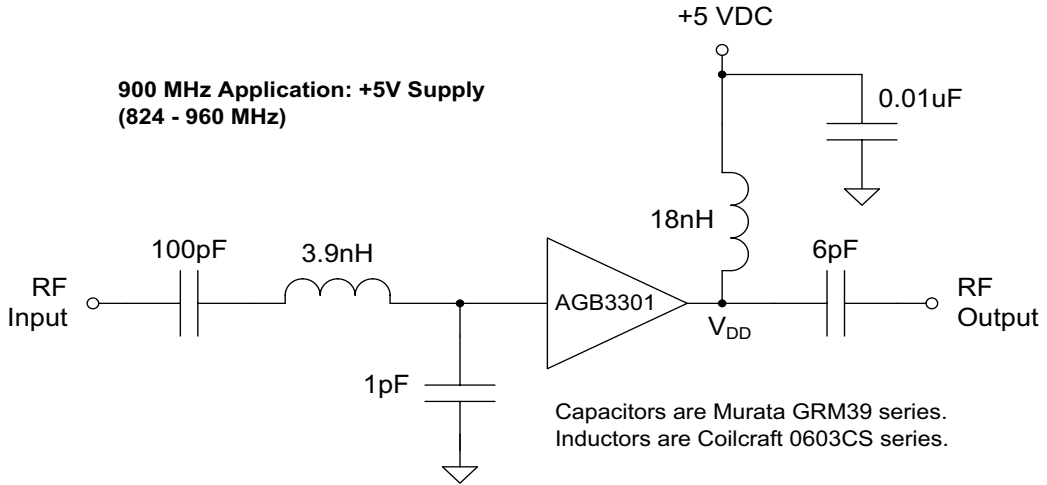 +5 VDC
900 MHz Application: +5V Supply
(824 - 960 MHz)
0.01uF
18nH
100pF
3.9nH
6pF
RF
Input
AGB3301
VDD
RF
Output
1pF
Capacitors are Murata GRM39 series.
Inductors are Coilcraft 0603CS series.